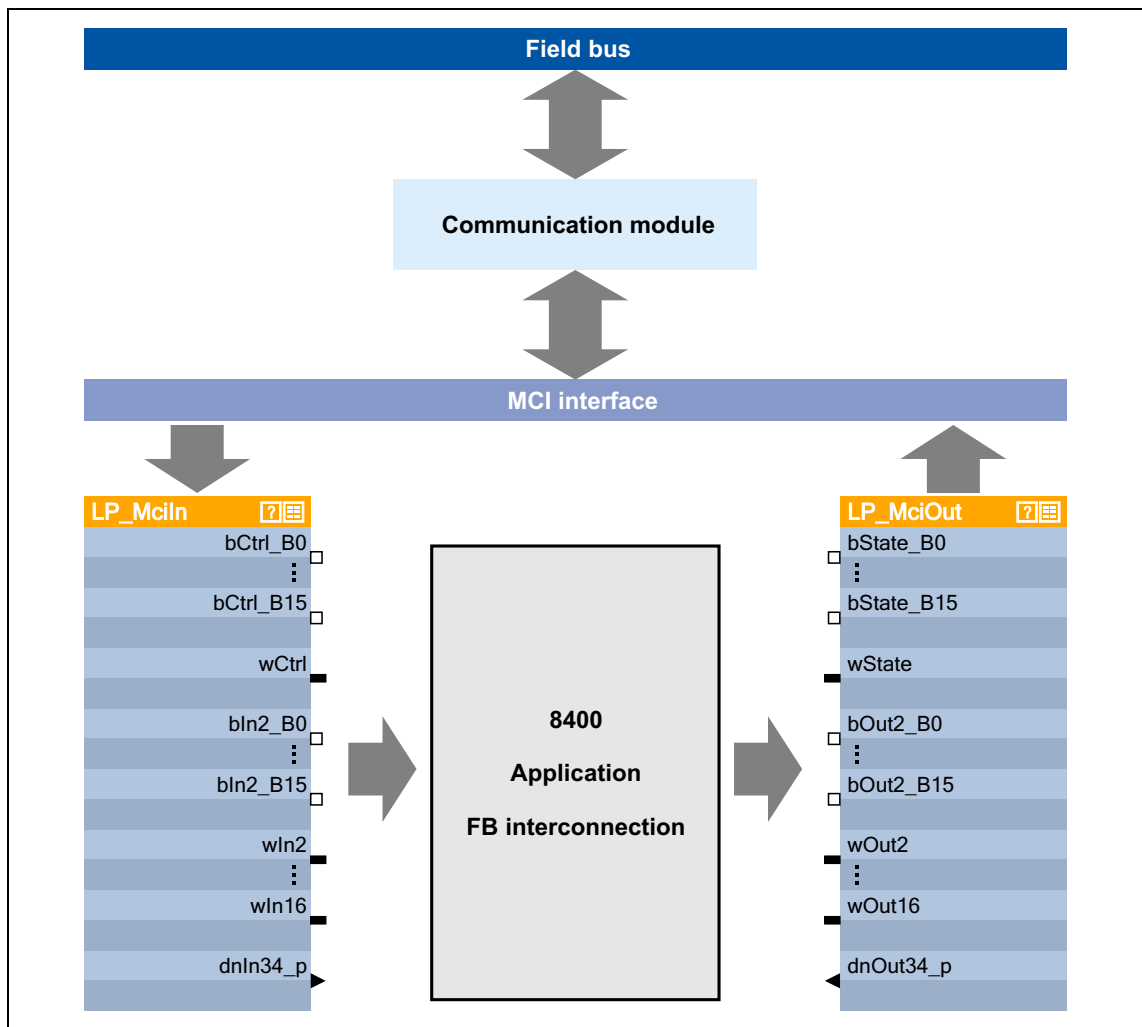 Field bus
Communication module
MCI interface
LP_MciIn
bCtrl_B0
bCtrl_B15
wCtrl
bIn2_B0
bIn2_B15
wIn2
wIn16
dnIn34_p
8400
Application
FB interconnection
LP_MciOut
bState_B0
bState_B15
wState
bOut2_B0
bOut2_B15
wOut2
wOut16
dnOut34_p